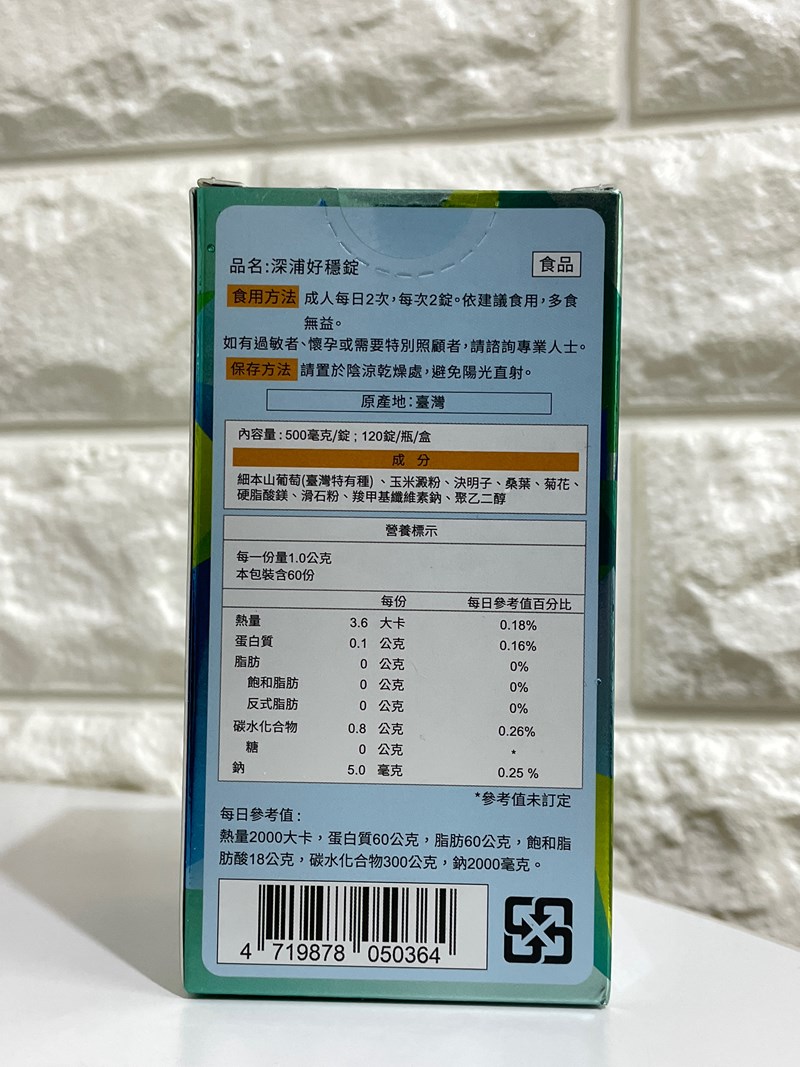 品名:深浦好穩錠 食品
食用方法 成人每日2次,每次2錠。依建議食用,多食
無益。
如有過敏者、懷孕或需要特別照顧者,請諮詢專業人士。
保存方法 請置於陰涼乾燥處,避免陽光直射。
原產地:臺灣
內容量:500毫克/錠;120錠/瓶/盒
成 分
細本山葡萄(臺灣特有種)、玉米澱粉、決明子、桑葉、菊花、
硬脂酸鎂、滑石粉、羧甲基纖維素鈉、聚乙二醇
營養標示
每一份量1.0公克
本包裝含60份
每份 每日參考值百分比
熱量 3.6 大卡 0.18%
蛋白質 0.1 公克 0.16%
脂肪 0 公克 0%
飽和脂肪 0 公克 0%
反式脂肪 0 公克 0%
碳水化合物 0.8 公克 0.26%
糖 0 公克 *
鈉 5.0 毫克 0.25 %
*參考值未訂定
每日參考值:
熱量2000大卡,蛋白質60公克,脂肪60公克,飽和脂
肪酸18公克,碳水化合物300公克,鈉2000毫克。
4 719878 050364